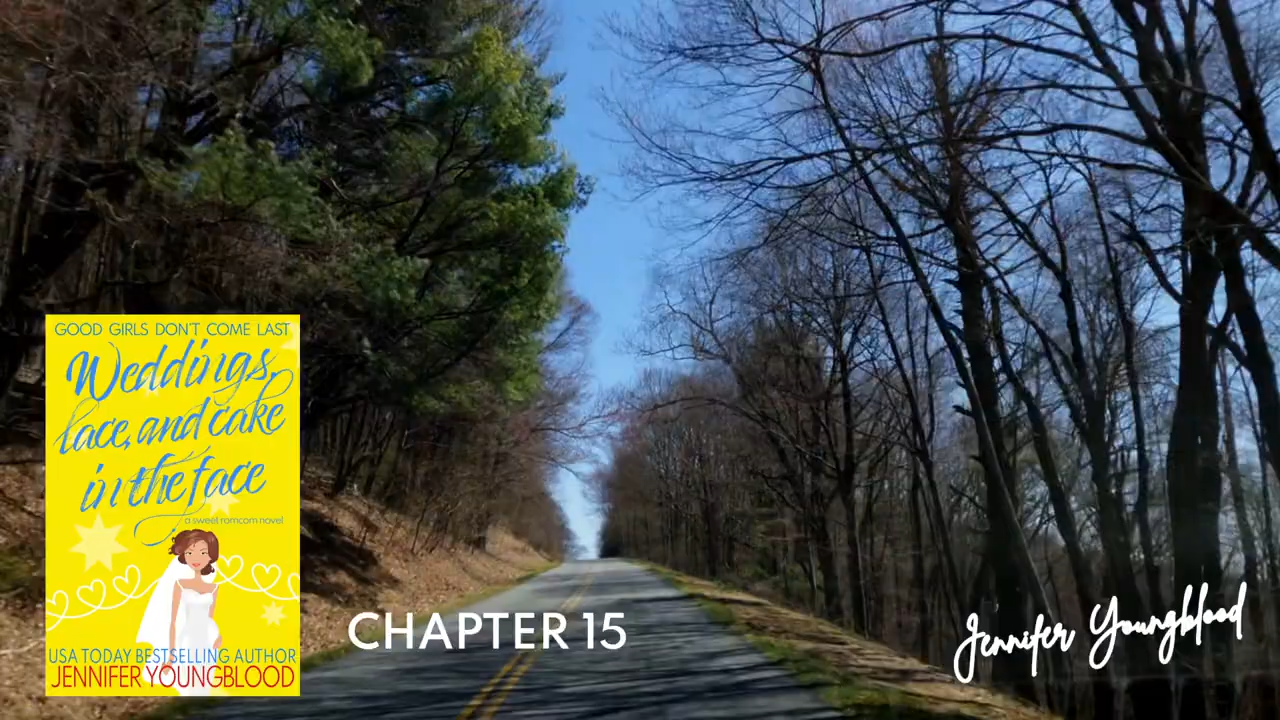 GOOD GIRLS DON'T COME LAST
Weddings,
lace, and cake
in the face
a sweet romcom novel
USA TODAY BESTSELLING AUTHOR
JENNIFER YOUNGBLOOD
CHAPTER 15
Jennifer Youngblood